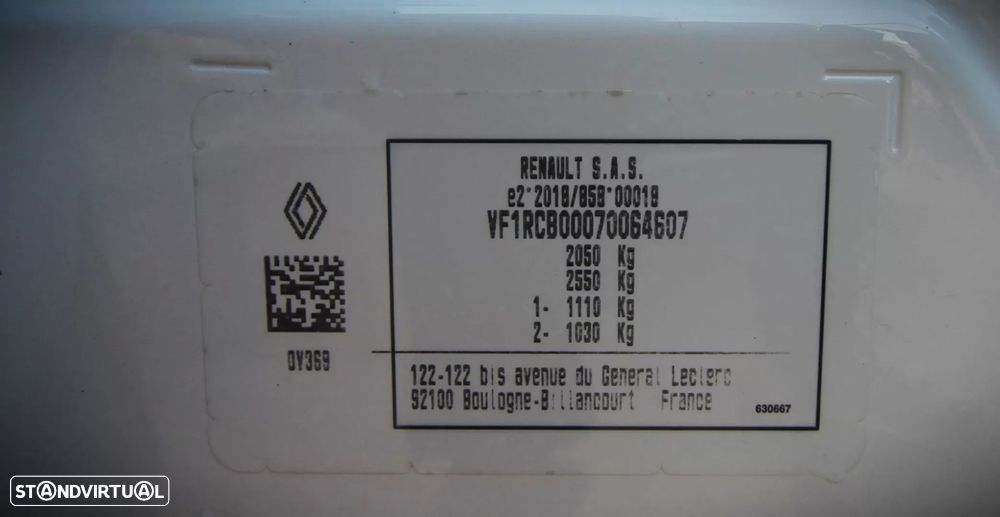 RENAULT S.A.S.
e2*2018/858*00018
VF1RCB00070064607
2050 Kg
2550 Kg
1- 1110 Kg
2- 1030 Kg
0V369
122-122 bis avenue du General Leclerc
92100 Boulogne-Billancourt France
630667
STANDVIRTUAL